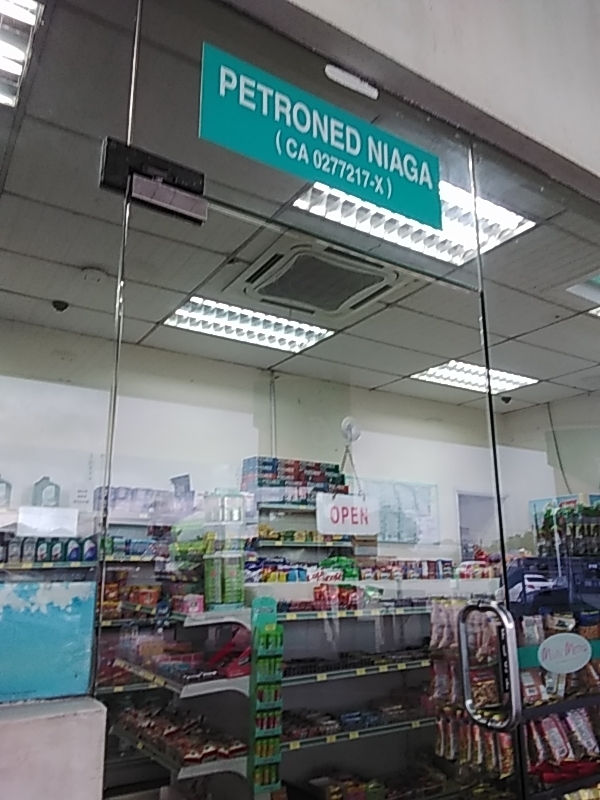 PETRONED NIAGA
( CA 0277217-X )
OPEN